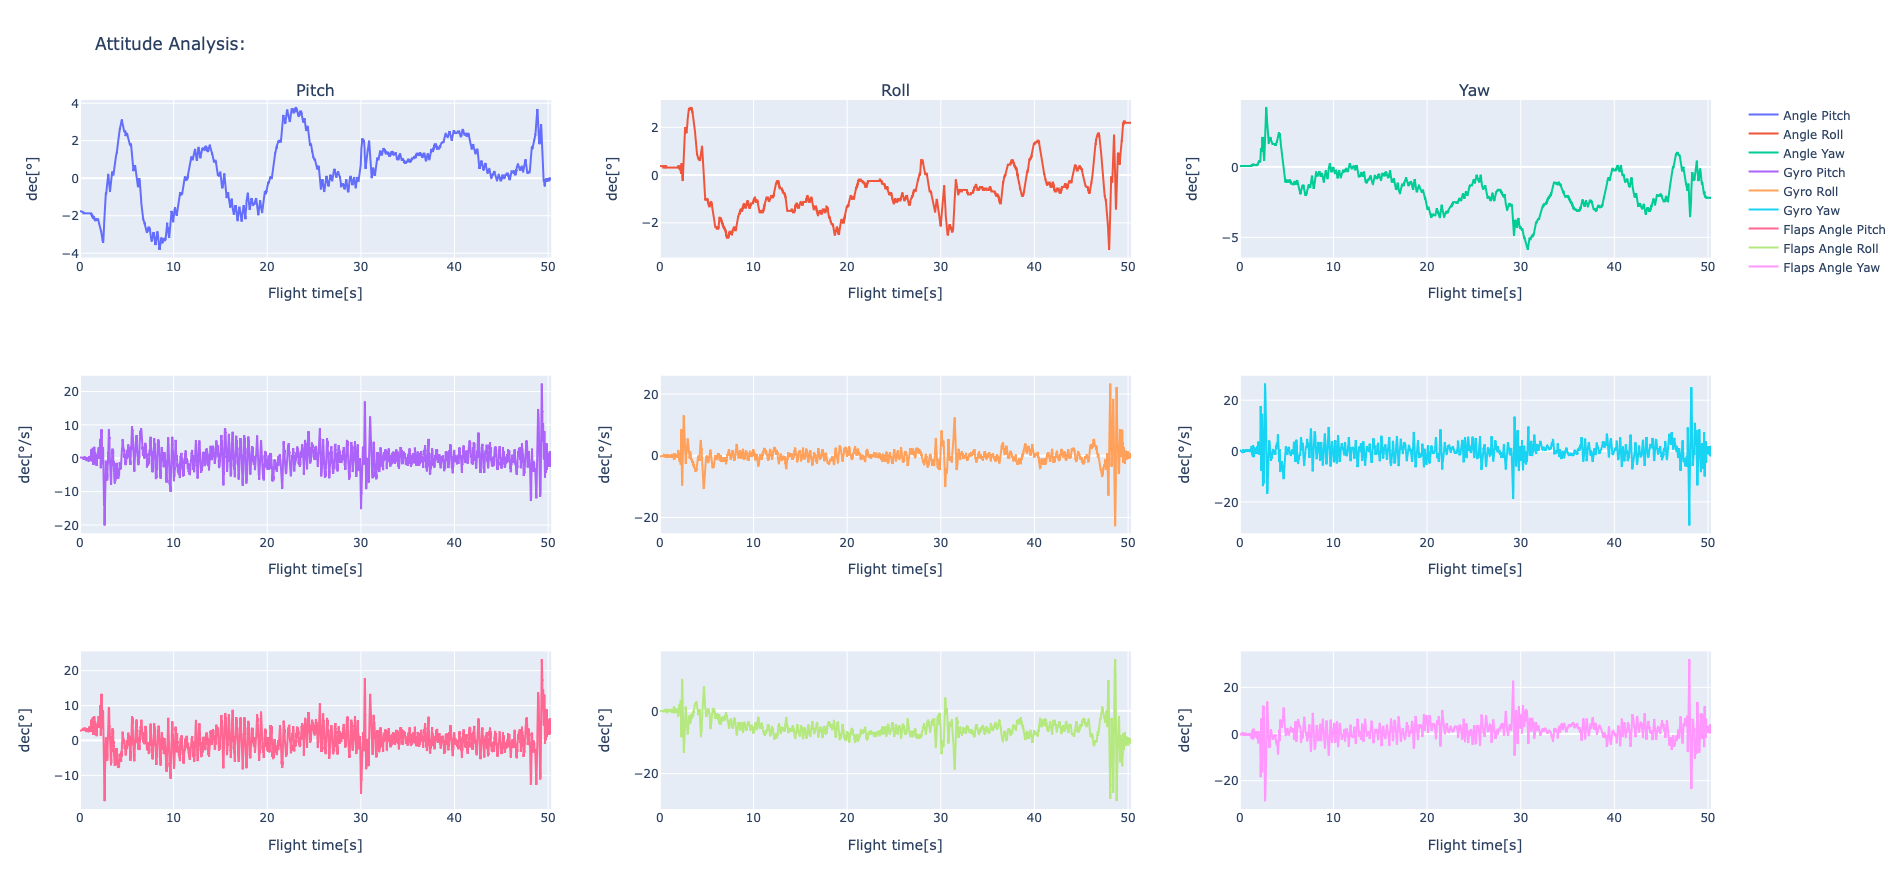 Attitude Analysis:
Pitch
Roll
Yaw
4
2
0
−2
−4
dec[°]
0 10 20 30 40 50
Flight time[s]
2
0
−2
dec[°]
0 10 20 30 40 50
Flight time[s]
0
−5
dec[°]
0 10 20 30 40 50
Flight time[s]
Angle Pitch
Angle Roll
Angle Yaw
Gyro Pitch
Gyro Roll
Gyro Yaw
Flaps Angle Pitch
Flaps Angle Roll
Flaps Angle Yaw
20
10
0
−10
−20
dec[°/s]
0 10 20 30 40 50
Flight time[s]
20
0
−20
dec[°/s]
0 10 20 30 40 50
Flight time[s]
20
0
−20
dec[°/s]
0 10 20 30 40 50
Flight time[s]
20
10
0
−10
dec[°]
0 10 20 30 40 50
Flight time[s]
0
−20
dec[°]
0 10 20 30 40 50
Flight time[s]
20
0
−20
dec[°]
0 10 20 30 40 50
Flight time[s]